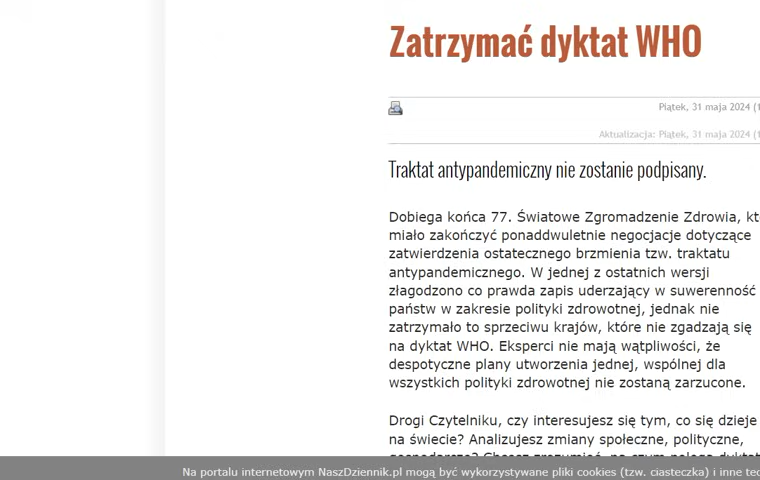 Zatrzymać dyktat WHO
Piątek, 31 maja 2024 (1
Aktualizacja: Piątek, 31 maja 2024 (1
Traktat antypandemiczny nie zostanie podpisany.
Dobiega końca 77. Światowe Zgromadzenie Zdrowia,
miało zakończyć ponaddwuletnie negocjacje dotyczące
zatwierdzenia ostatecznego brzmienia tzw. traktatu
antypandemicznego. W jednej z ostatnich wersji
złagodzono co prawda zapis uderzający w suwerenność
państw w zakresie polityki zdrowotnej, jednak nie
zatrzymało to sprzeciwu krajów, które nie zgadzają się
na dyktat WHO. Eksperci nie mają wątpliwości, że
despotyczne plany utworzenia jednej, wspólnej dla
wszystkich polityki zdrowotnej nie zostaną zarzucone.
Drogi Czytelniku, czy interesujesz się tym, co się dzieje
na świecie? Analizujesz zmiany społeczne, polityczne,
Na portalu internetowym NaszDziennik.pl mogą być wykorzystywane pliki cookies (tzw. ciasteczka) i inne